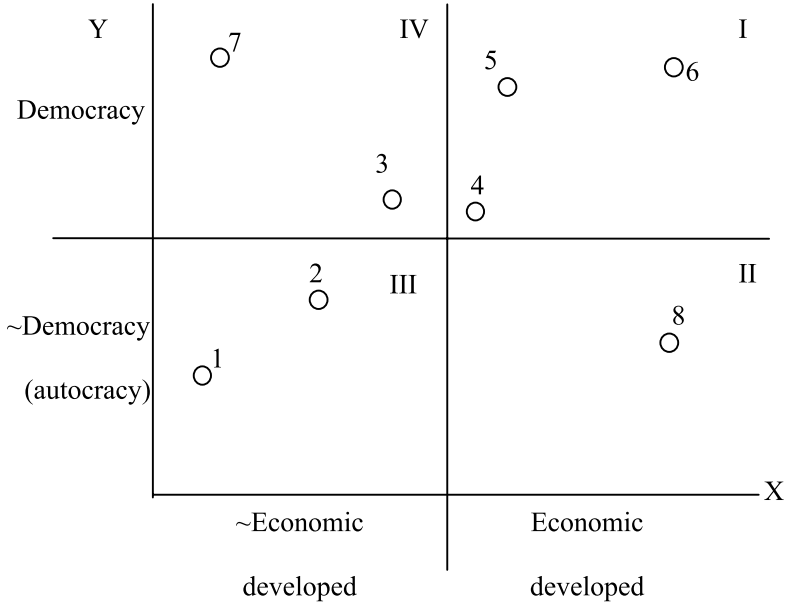 Y
IV
I
7
5
6
Democracy
3
4
2
III
II
~Democracy
8
1
(autocracy)
X
~Economic
Economic
developed
developed